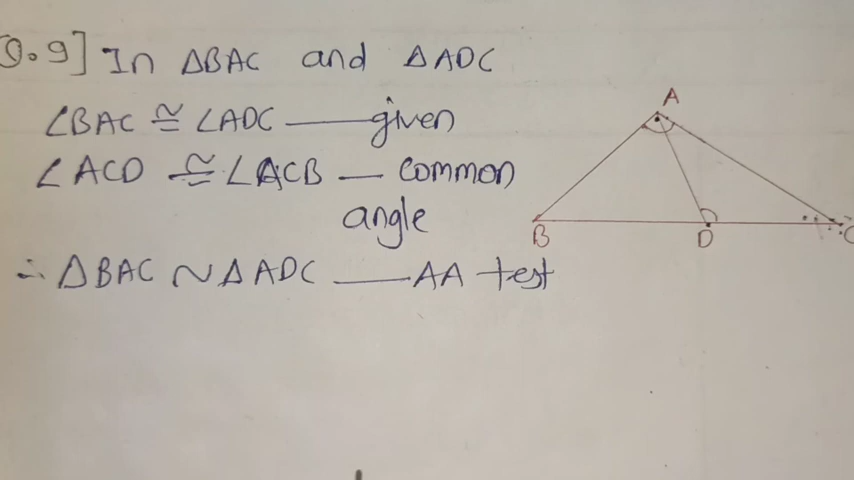 Q.9] In ΔBAC and ΔADC
∠BAC ≅ ∠ADC —— given
∠ACD ≅ ∠ACB — common
angle
∴ ΔBAC ~ ΔADC —— AA test
A
B
D
C